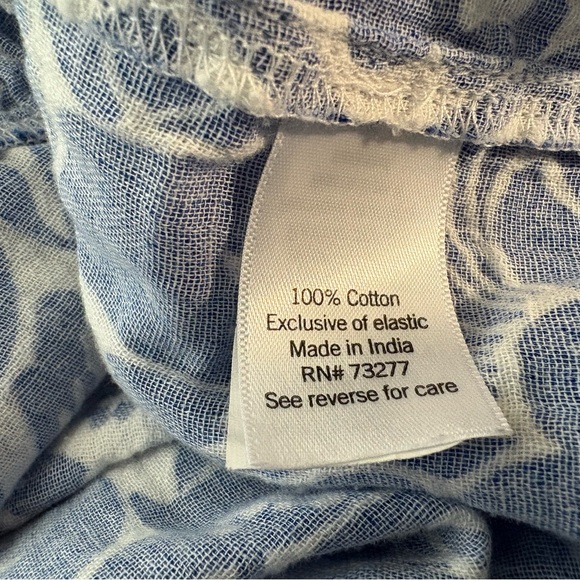 100% Cotton
Exclusive of elastic
Made in India
RN# 73277
See reverse for care